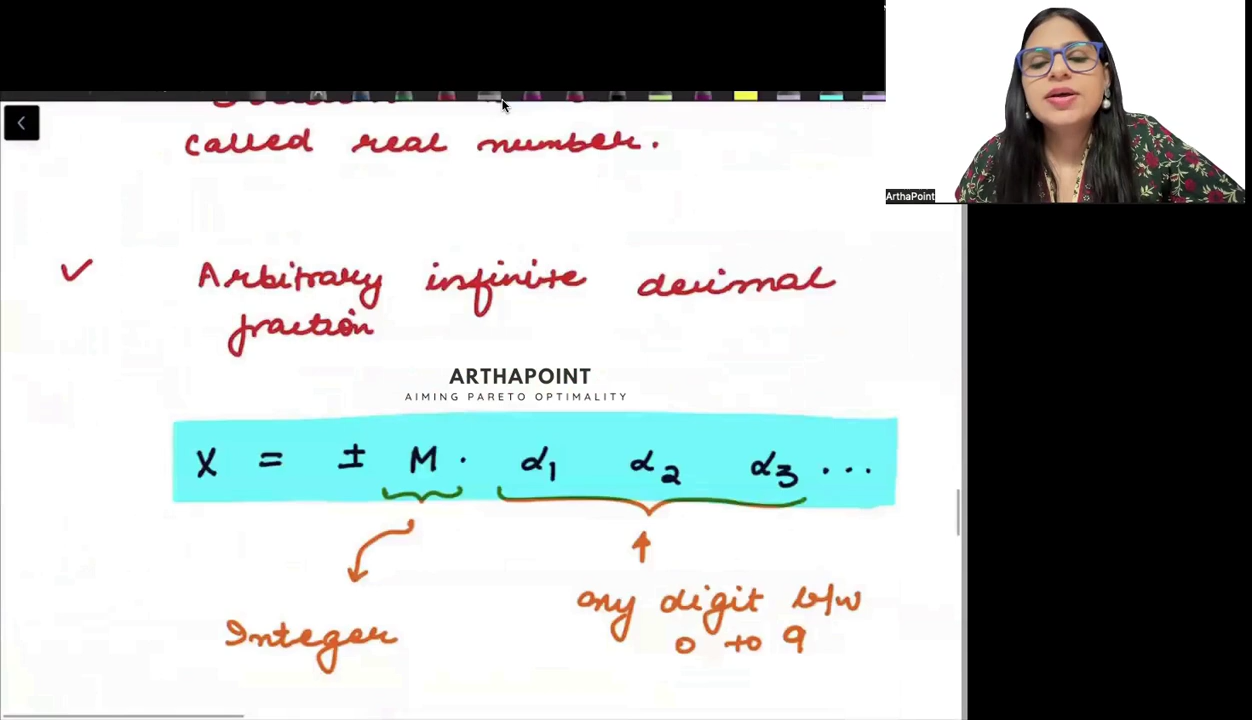 called real number.
Arbitrary infinite decimal
fraction
ARTHAPOINT
AIMING PARETO OPTIMALITY
X = ± M . α1 α2 α3 ...
Integer
any digit b/w
0 to 9
ArthaPoint